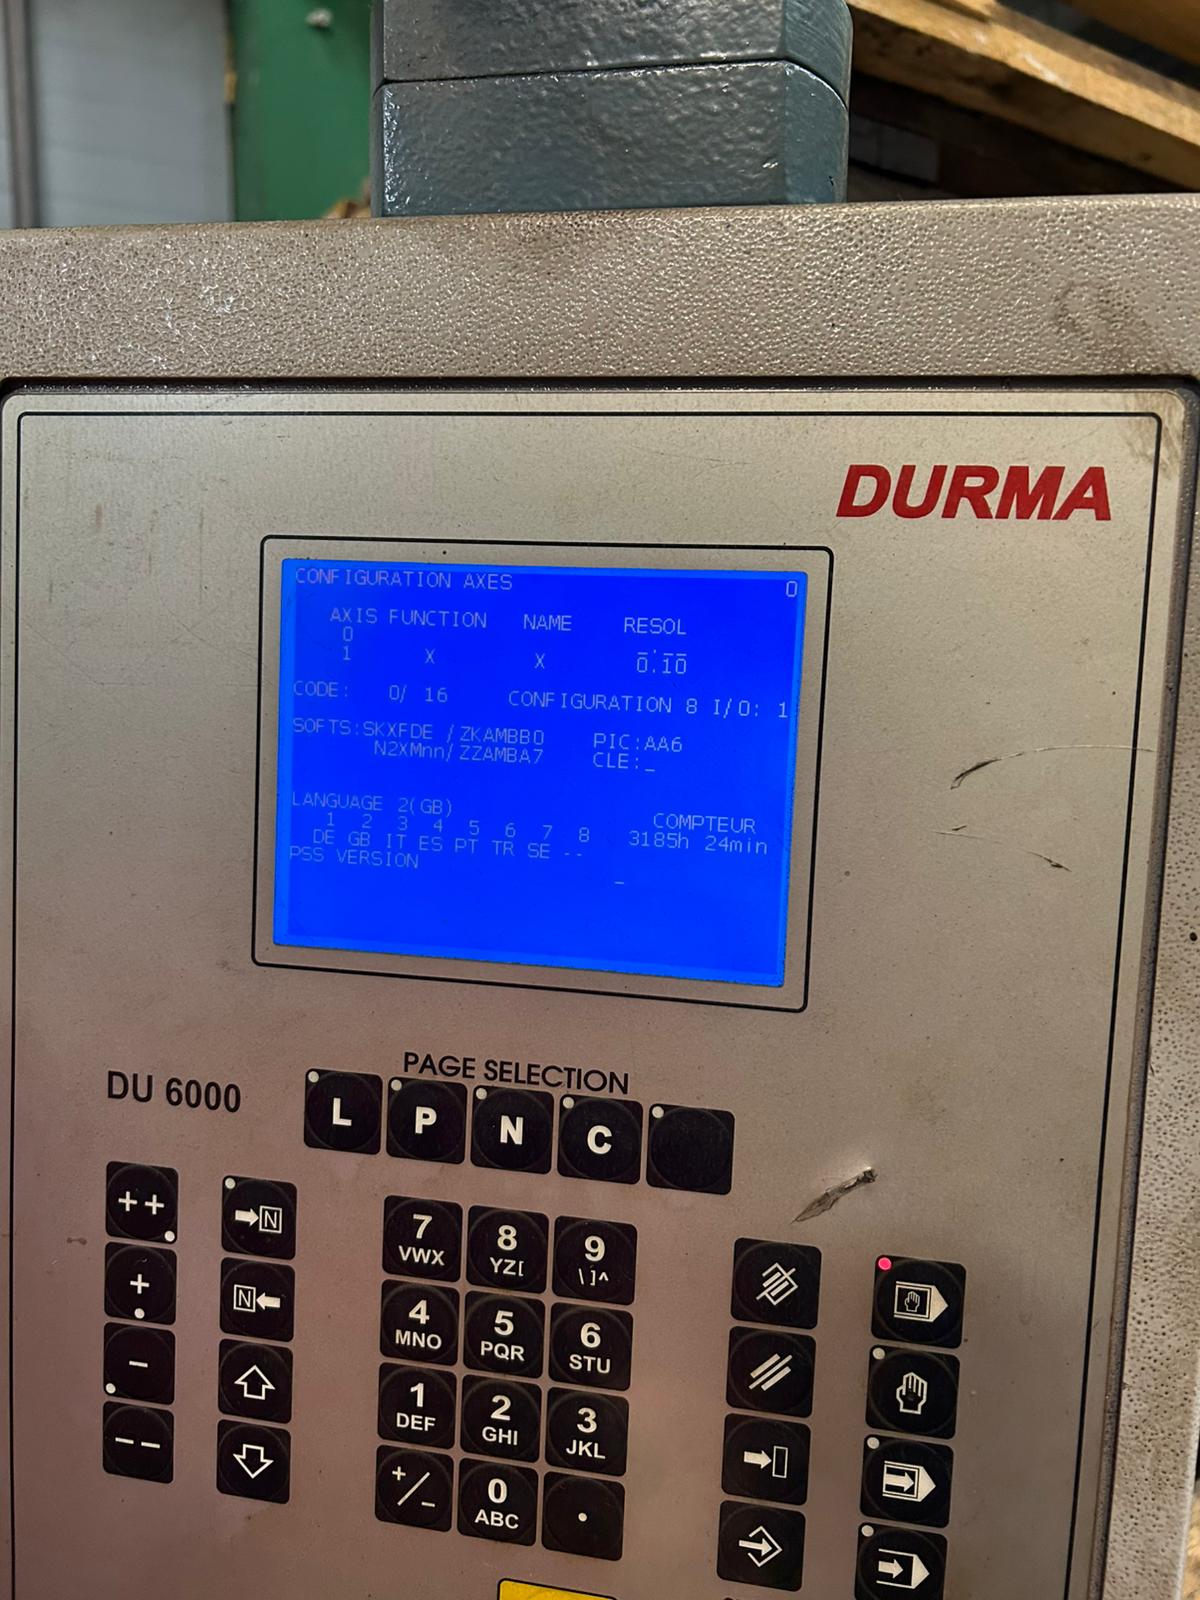 DURMA
CONFIGURATION AXES 0
AXIS FUNCTION NAME RESOL
0 _._ _
1 X X 0.10
CODE: 0/ 16 CONFIGURATION 8 I/O: 1
SOFTS:SKXFDE /ZKAMBB0 PIC:AA6
N2XMnn/ZZAMBA7 CLE:_
LANGUAGE 2(GB) COMPTEUR
1 2 3 4 5 6 7 8 3185h 24min
DE GB IT ES PT TR SE --
PSS VERSION _
PAGE SELECTION
DU 6000
L P N C
++ N 7 VWX 8 YZ[ 9 \]^
+ N 4 MNO 5 PQR 6 STU
- 1 DEF 2 GHI 3 JKL
-- +/- 0 ABC .